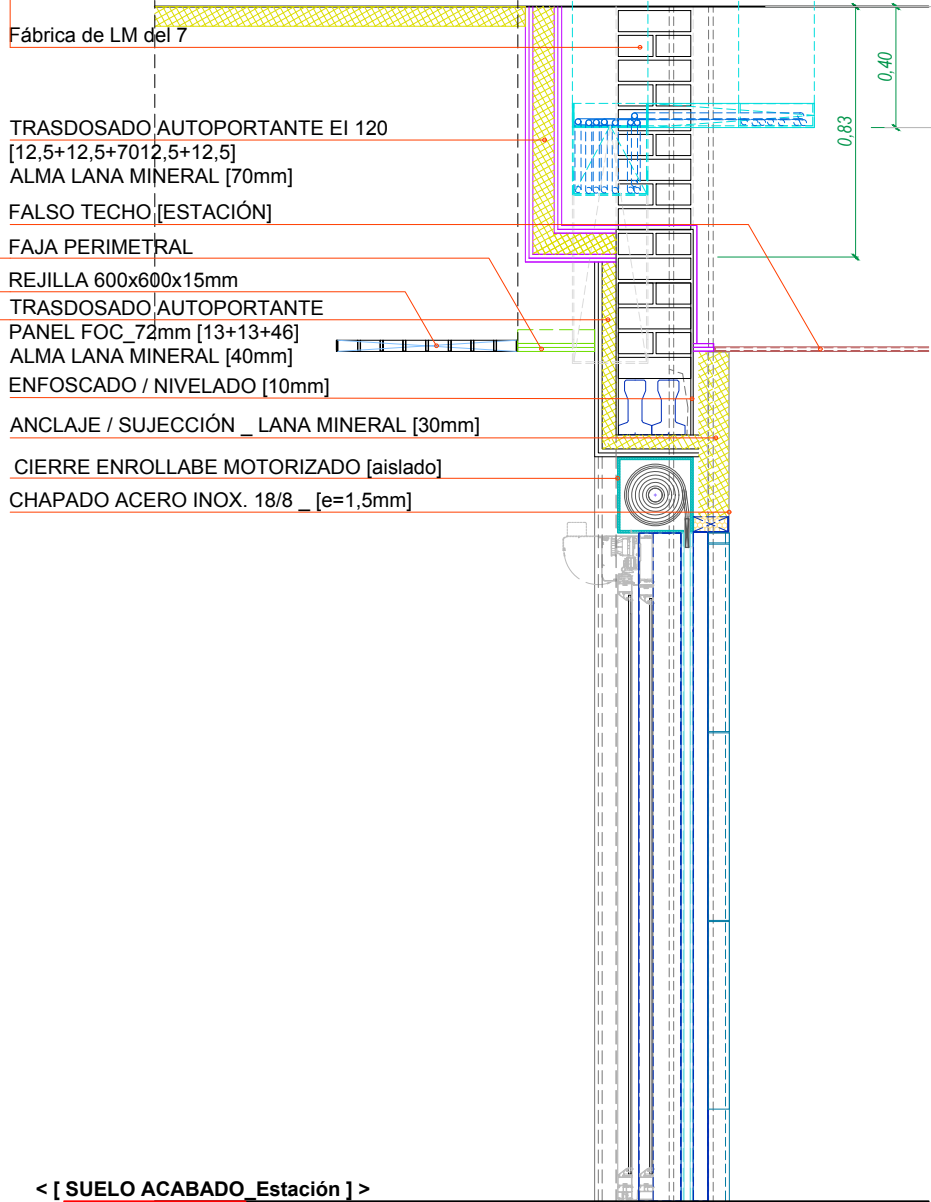 Fábrica de LM del 7
0,40
0,83
TRASDOSADO AUTOPORTANTE EI 120
[12,5+12,5+7012,5+12,5]
ALMA LANA MINERAL [70mm]
FALSO TECHO [ESTACIÓN]
FAJA PERIMETRAL
REJILLA 600x600x15mm
TRASDOSADO AUTOPORTANTE
PANEL FOC_72mm [13+13+46]
ALMA LANA MINERAL [40mm]
ENFOSCADO / NIVELADO [10mm]
ANCLAJE / SUJECCIÓN _ LANA MINERAL [30mm]
CIERRE ENROLLABE MOTORIZADO [aislado]
CHAPADO ACERO INOX. 18/8 _ [e=1,5mm]
< [ SUELO ACABADO_Estación ] >